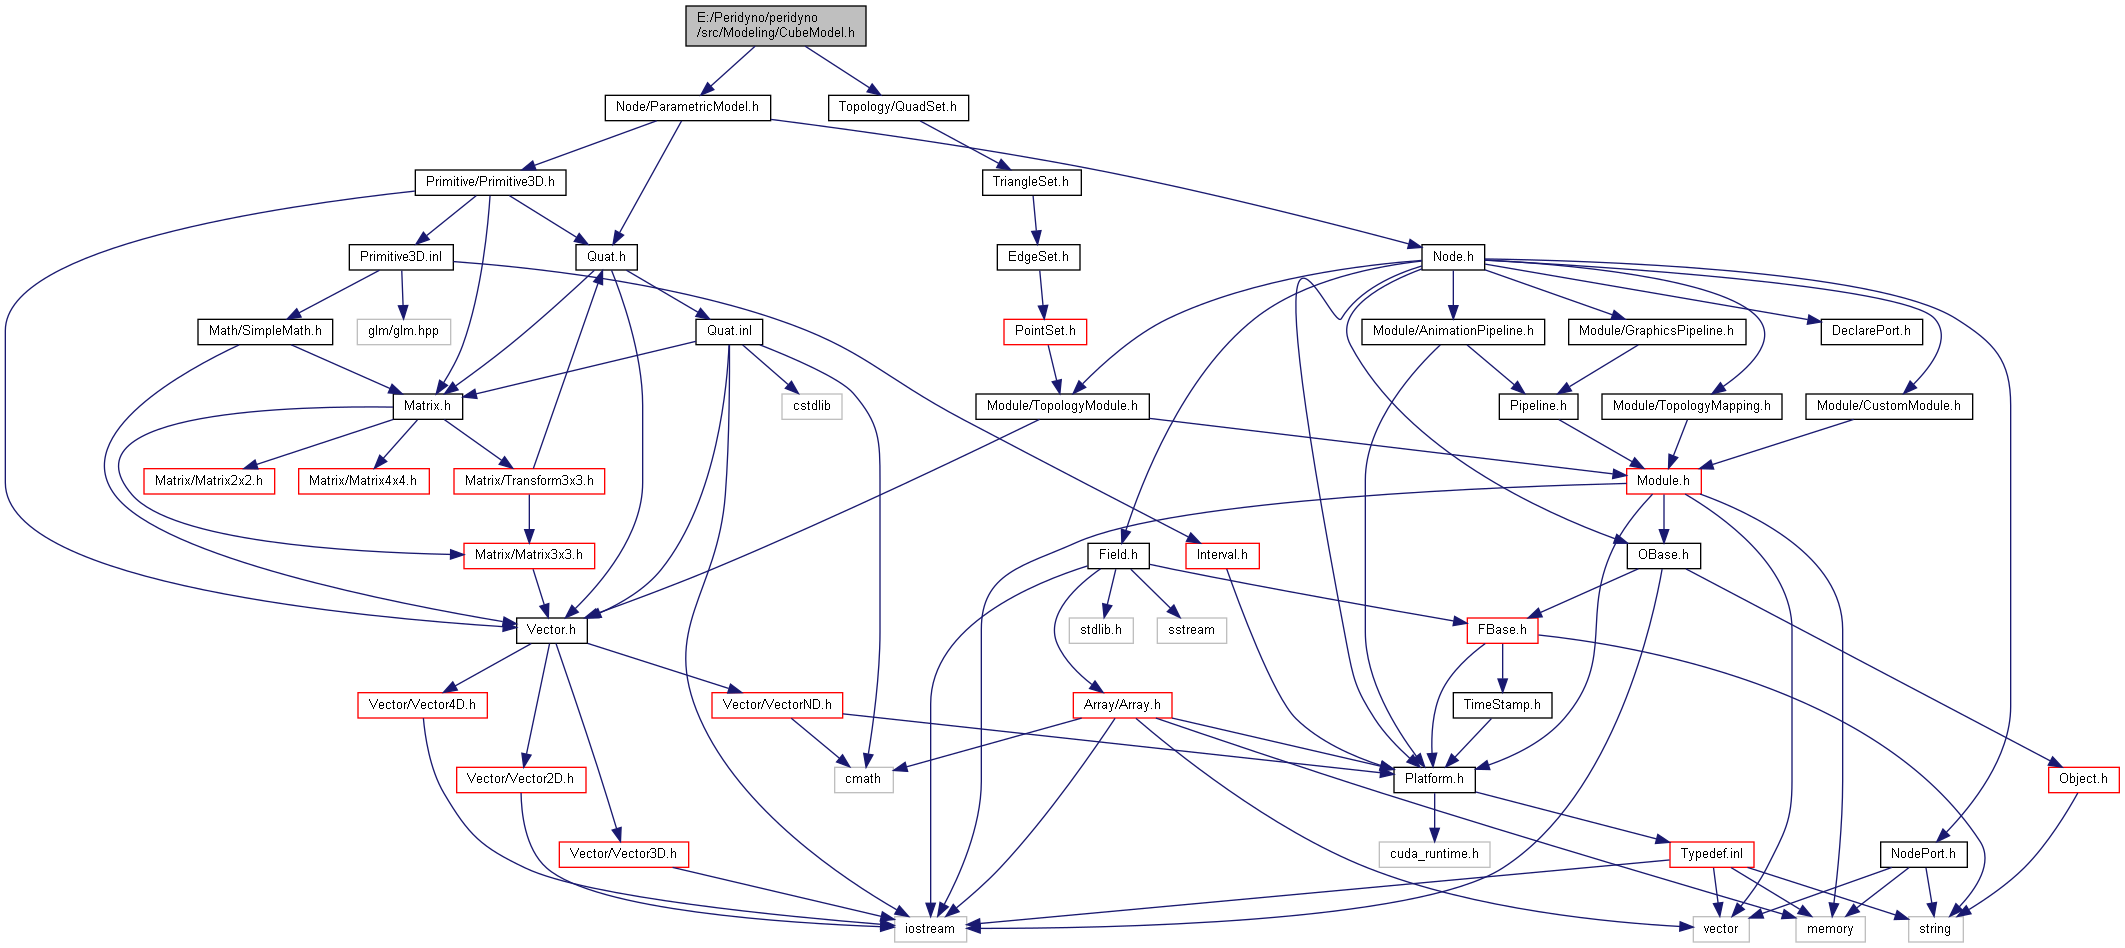 E:/Peridyno/peridyno
/src/Modeling/CubeModel.h
Node/ParametricModel.h
Topology/QuadSet.h
Primitive/Primitive3D.h
TriangleSet.h
Primitive3D.inl
Quat.h
EdgeSet.h
Node.h
Math/SimpleMath.h
glm/glm.hpp
Quat.inl
PointSet.h
Module/AnimationPipeline.h
Module/GraphicsPipeline.h
DeclarePort.h
Matrix.h
cstdlib
Module/TopologyModule.h
Pipeline.h
Module/TopologyMapping.h
Module/CustomModule.h
Matrix/Matrix2x2.h
Matrix/Matrix4x4.h
Matrix/Transform3x3.h
Module.h
Matrix/Matrix3x3.h
Field.h
Interval.h
OBase.h
Vector.h
stdlib.h
sstream
FBase.h
Vector/Vector4D.h
Vector/VectorND.h
Array/Array.h
TimeStamp.h
Vector/Vector2D.h
cmath
Platform.h
Object.h
Vector/Vector3D.h
cuda_runtime.h
Typedef.inl
NodePort.h
iostream
vector
memory
string